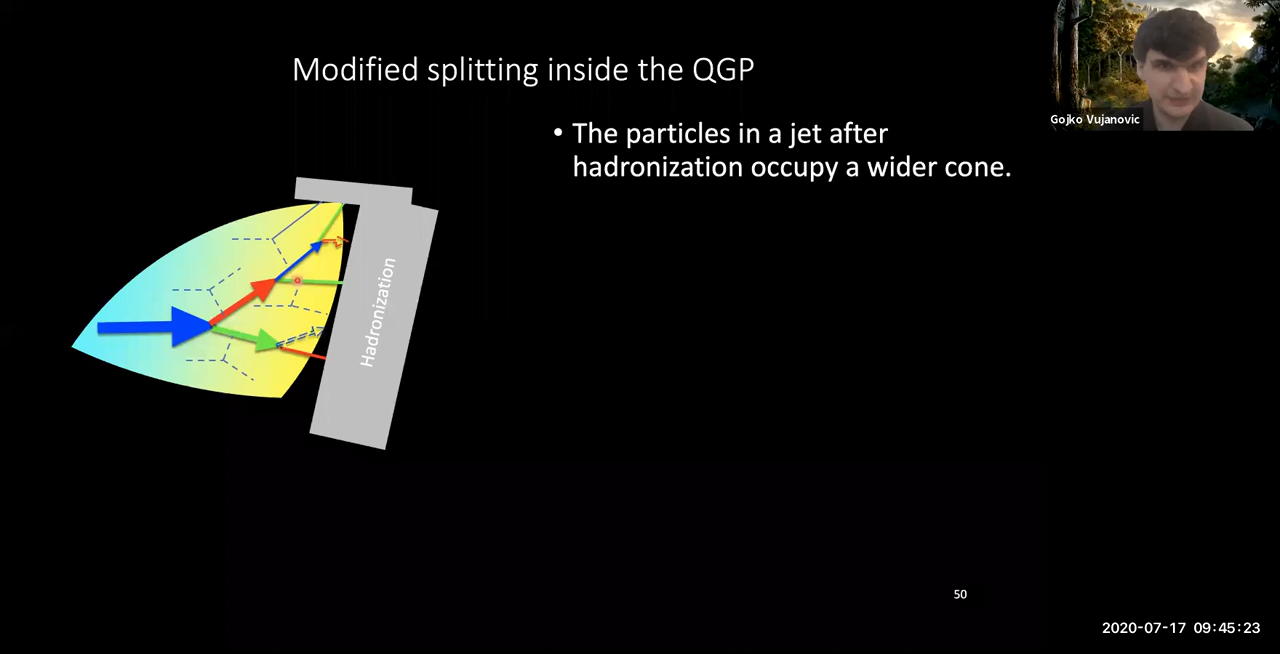 Modified splitting inside the QGP
• The particles in a jet after
hadronization occupy a wider cone.
Gojko Vujanovic
Hadronization
50
2020-07-17 09:45:23